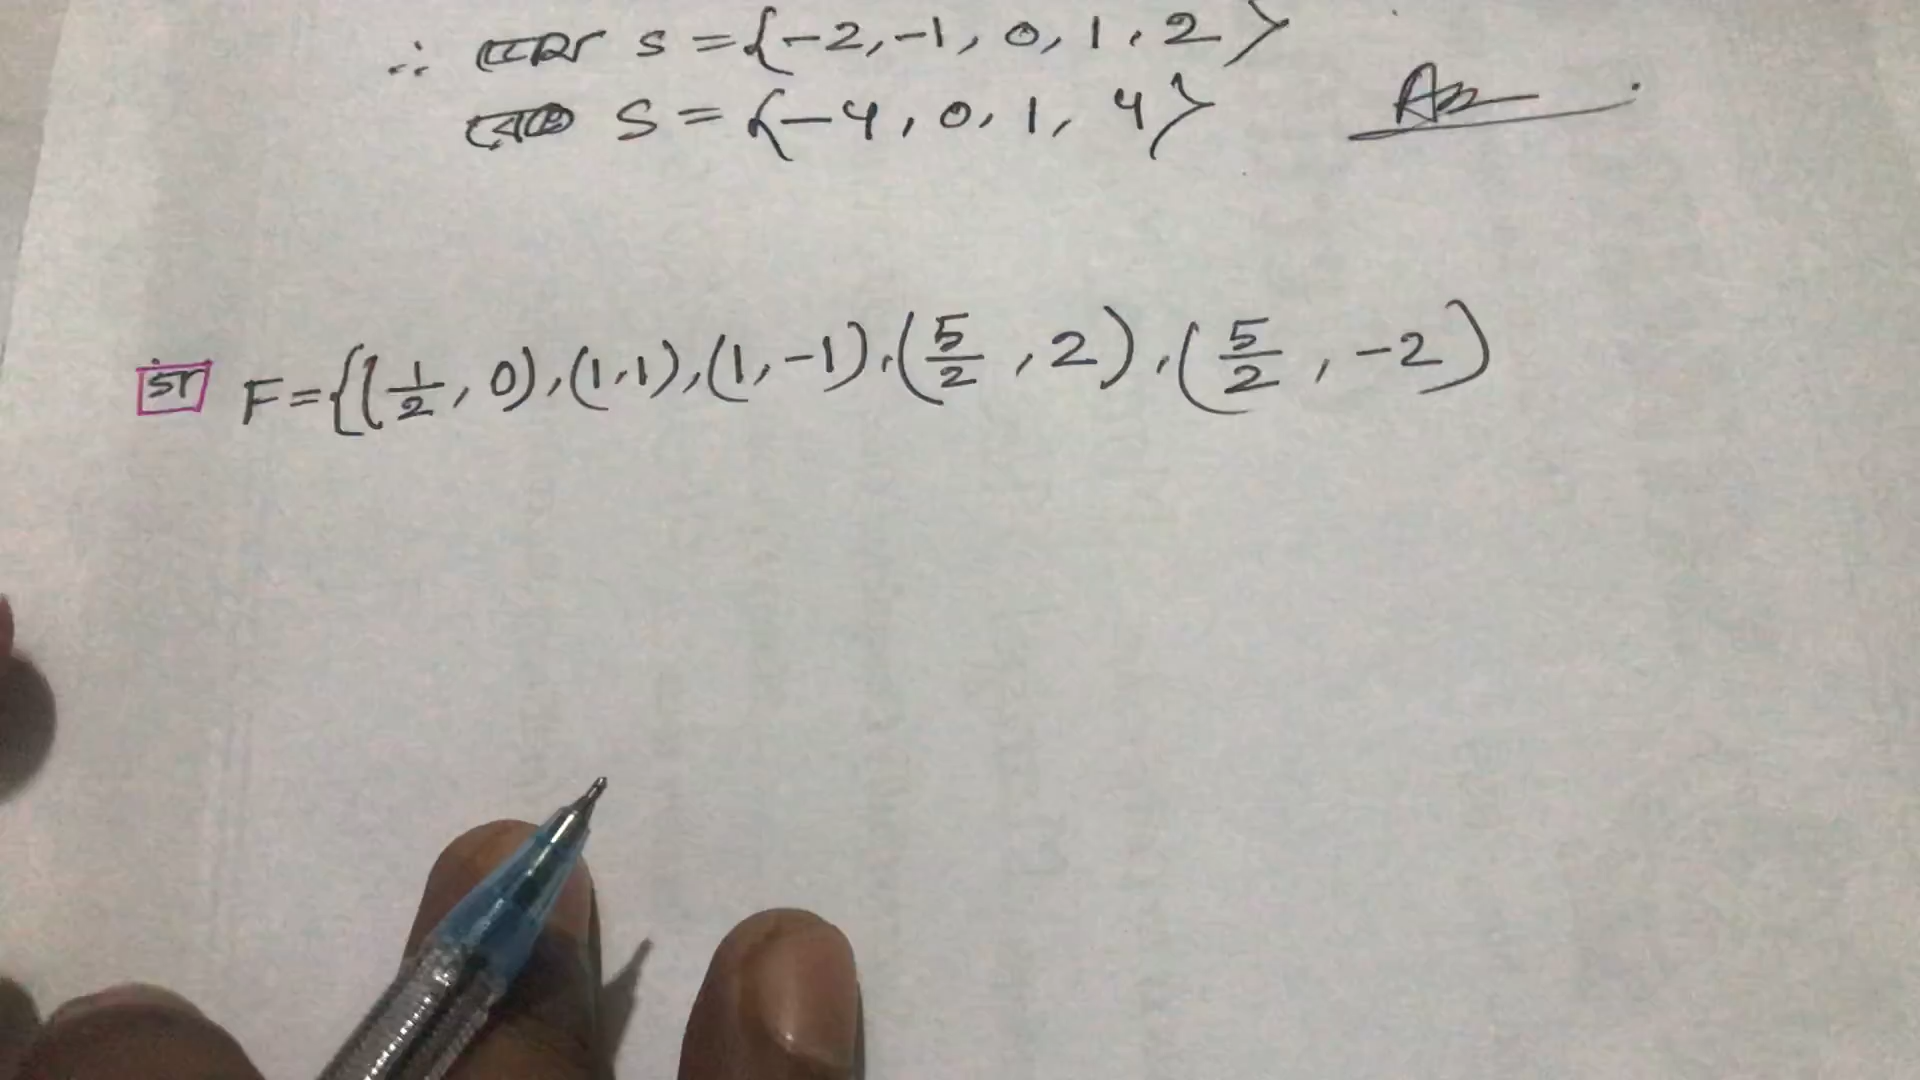 ∴ ডোমেন S = {-2, -1, 0, 1, 2}
রেঞ্জ S = {-4, 0, 1, 4} Ans
গ F = {(1/2, 0), (1, 1), (1, -1), (5/2, 2), (5/2, -2)